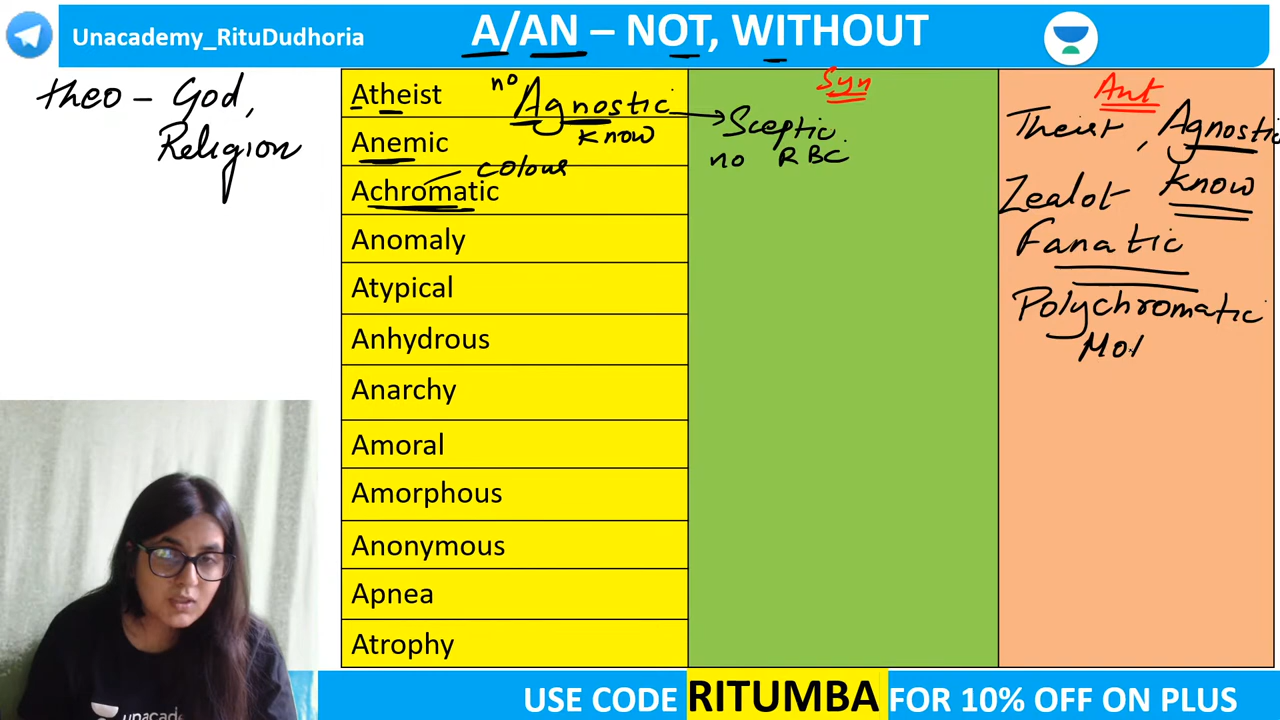 Unacademy_RituDudhoria
A/AN – NOT, WITHOUT
theo – God,
Religion
Atheist
no Agnostic
know
Anemic
colour
Achromatic
Anomaly
Atypical
Anhydrous
Anarchy
Amoral
Amorphous
Anonymous
Apnea
Atrophy
Syn
Sceptic
no RBC
Ant
Theist, Agnostic
know
Zealot
Fanatic
Polychromatic
unacademy
USE CODE RITUMBA FOR 10% OFF ON PLUS